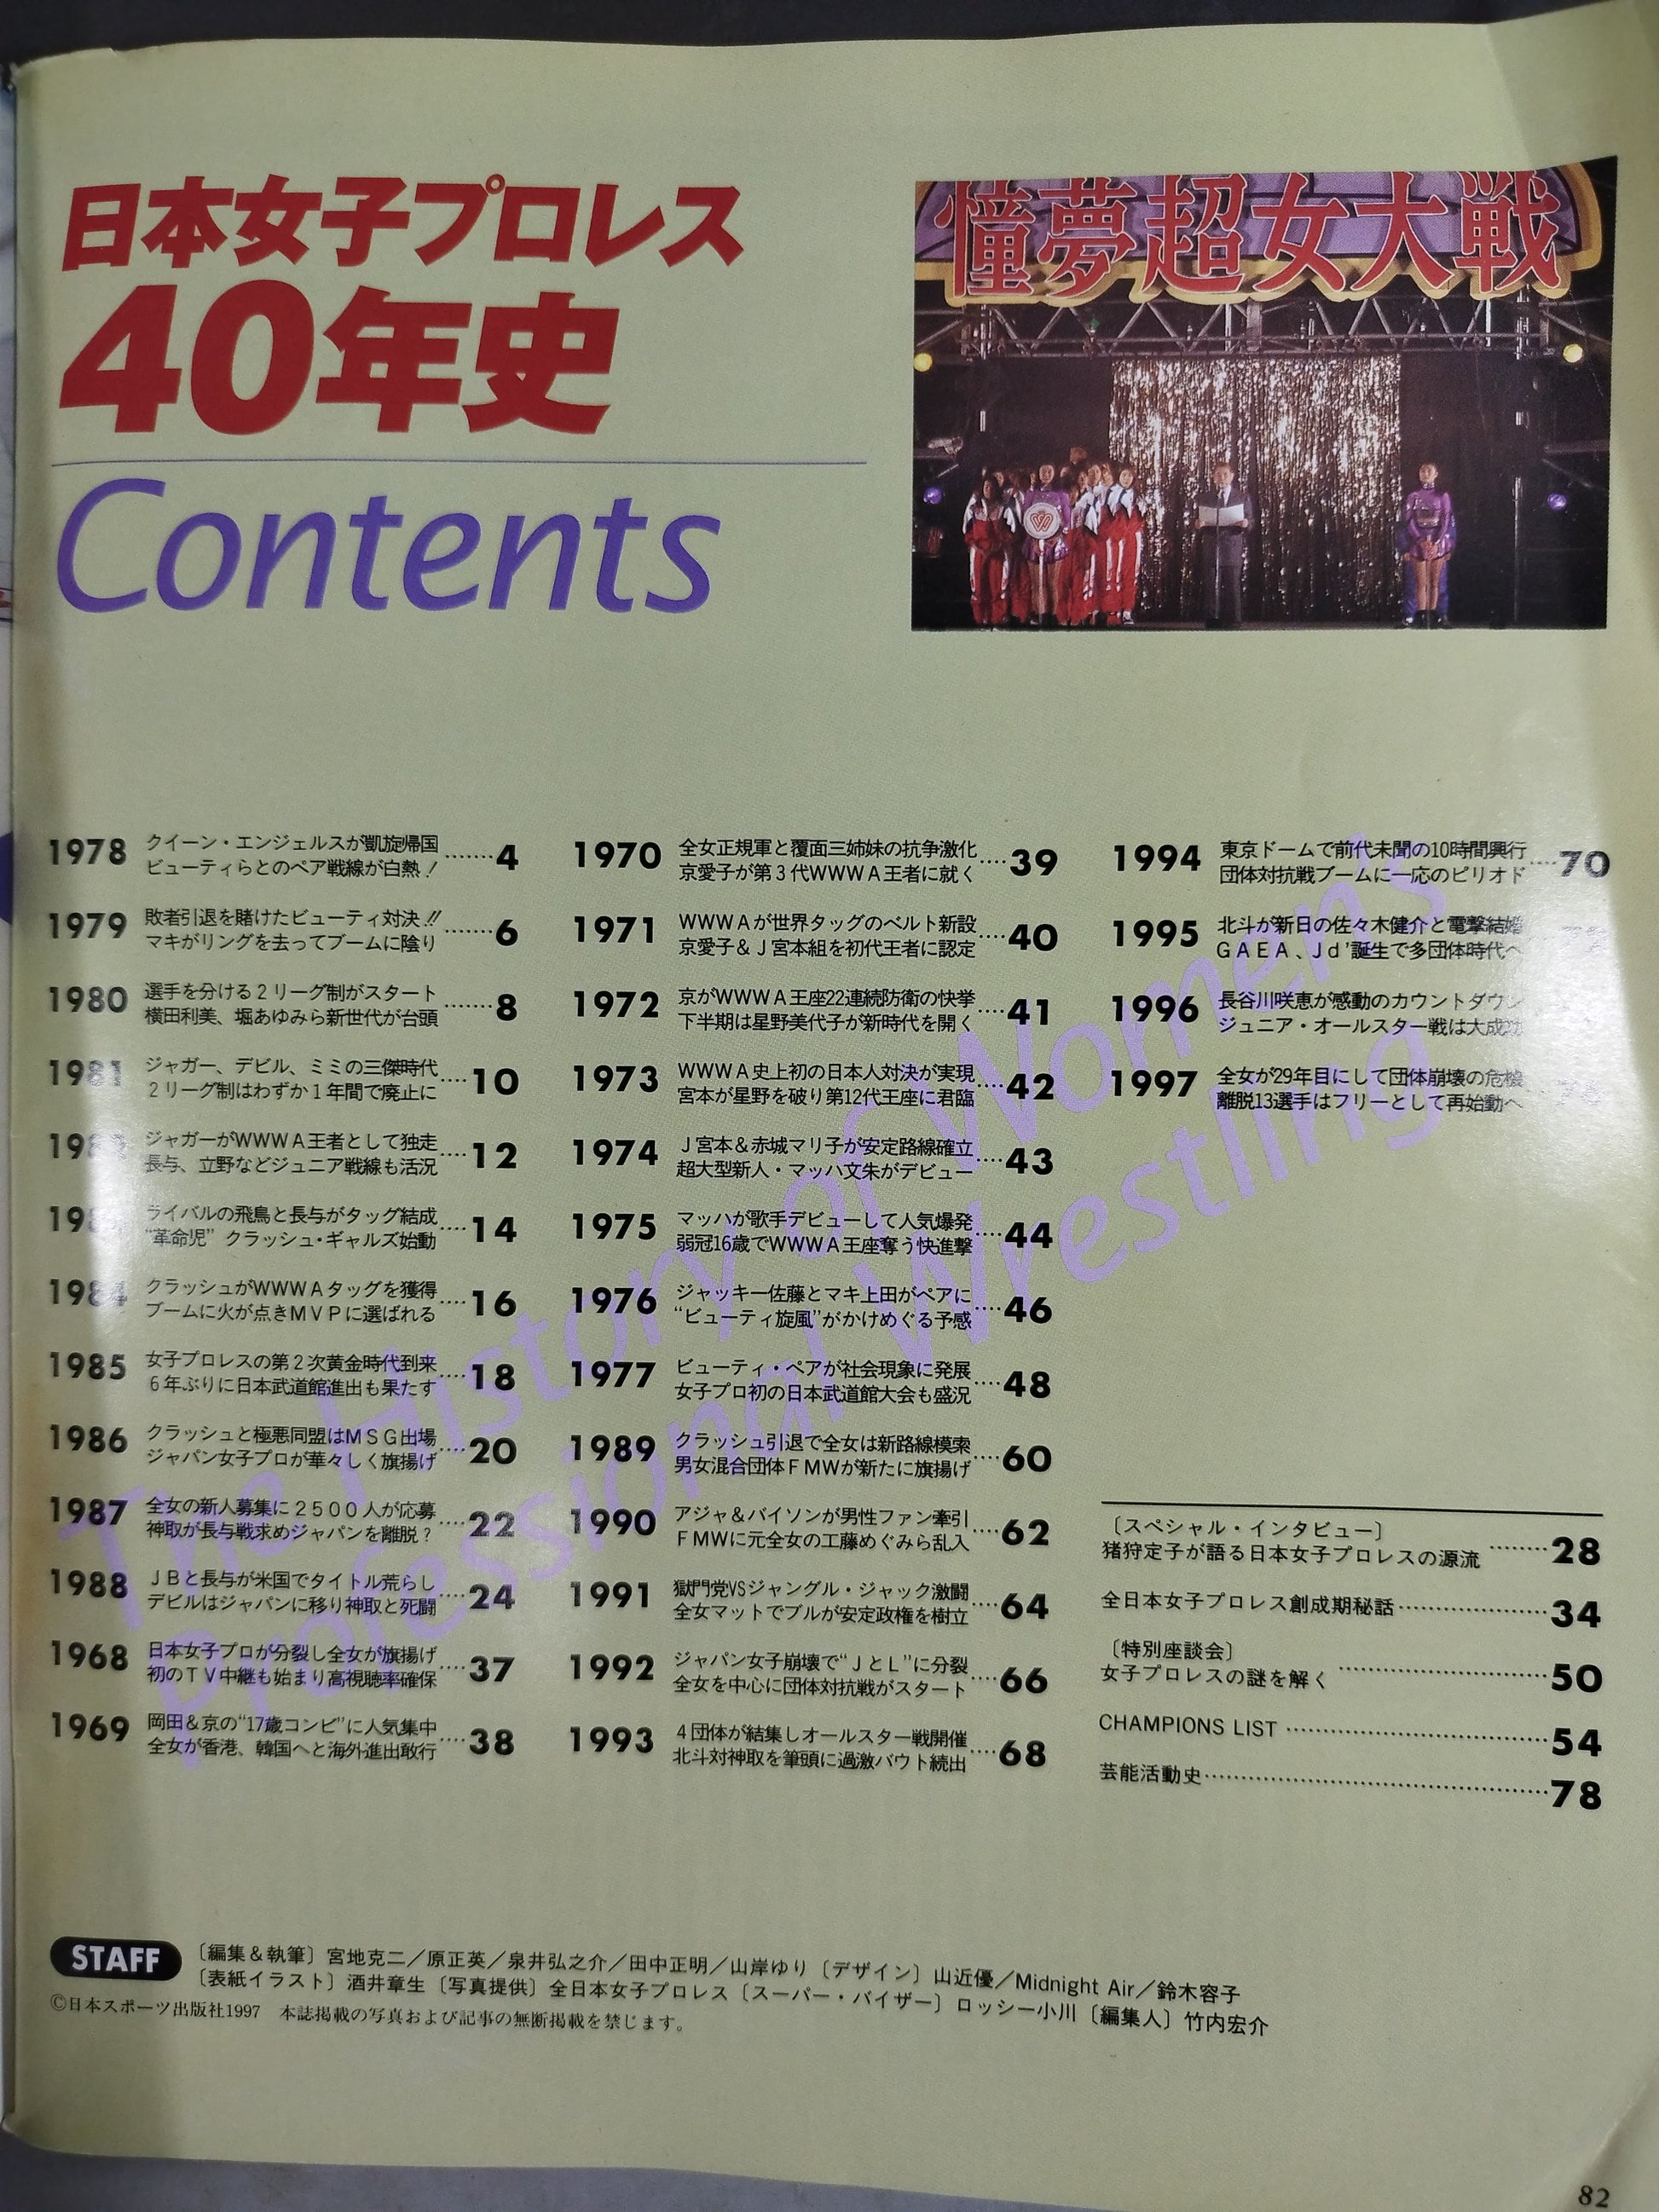 日本女子プロレス
40年史
Contents
憧夢超女大戦
1978 クイーン・エンジェルスが凱旋帰国
ビューティらとのペア戦線が白熱! ……4
1979 敗者引退を賭けたビューティ対決!!
マキがリングを去ってブームに陰り ……6
1980 選手を分ける2リーグ制がスタート
横田利美、堀あゆみら新世代が台頭 ……8
1981 ジャガー、デビル、ミミの三傑時代
2リーグ制はわずか1年間で廃止に ……10
ジャガーがWWWA王者として独走
長与、立野などジュニア戦線も活況 ……12
ライバルの飛鳥と長与がタッグ結成
“革命児” クラッシュ・ギャルズ始動 ……14
1984 クラッシュがWWWAタッグを獲得
ブームに火が点きMVPに選ばれる ……16
1985 女子プロレスの第2次黄金時代到来
6年ぶりに日本武道館進出も果たす ……18
1986 クラッシュと極悪同盟はMSG出場
ジャパン女子プロが華々しく旗揚げ ……20
1987 全女の新人募集に2500人が応募
神取が長与戦求めジャパンを離脱? ……22
1988 JBと長与が米国でタイトル荒らし
デビルはジャパンに移り神取と死闘 ……24
1968 日本女子プロが分裂し全女が旗揚げ
初のTV中継も始まり高視聴率確保 ……37
1969 岡田&京の“17歳コンビ”に人気集中
全女が香港、韓国へと海外進出敢行 ……38
1970 全女正規軍と覆面三姉妹の抗争激化
京愛子が第3代WWWA王者に就く ……39
1971 WWWAが世界タッグのベルト新設
京愛子&J宮本組を初代王者に認定 ……40
1972 京がWWWA王座22連続防衛の快挙
下半期は星野美代子が新時代を開く ……41
1973 WWWA史上初の日本人対決が実現
宮本が星野を破り第12代王座に君臨 ……42
1974 J宮本&赤城マリ子が安定路線確立
超大型新人・マッハ文朱がデビュー ……43
1975 マッハが歌手デビューして人気爆発
弱冠16歳でWWWA王座奪う快進撃 ……44
1976 ジャッキー佐藤とマキ上田がペアに
“ビューティ旋風”がかけめぐる予感 ……46
1977 ビューティ・ペアが社会現象に発展
女子プロ初の日本武道館大会も盛況 ……48
1989 クラッシュ引退で全女は新路線模索
男女混合団体FMWが新たに旗揚げ ……60
1990 アジャ&バイソンが男性ファン牽引
FMWに元全女の工藤めぐみら乱入 ……62
1991 獄門党VSジャングル・ジャック激闘
全女マットでブルが安定政権を樹立 ……64
1992 ジャパン女子崩壊で“JとL”に分裂
全女を中心に団体対抗戦がスタート ……66
1993 4団体が結集しオールスター戦開催
北斗対神取を筆頭に過激バウト続出 ……68
1994 東京ドームで前代未聞の10時間興行
団体対抗戦ブームに一応のピリオド ……70
1995 北斗が新日の佐々木健介と電撃結婚
GAEA、Jd’誕生で多団体時代へ
1996 長谷川咲恵が感動のカウントダウン
ジュニア・オールスター戦は大成功
1997 全女が29年目にして団体崩壊の危機
離脱13選手はフリーとして再始動へ
〔スペシャル・インタビュー〕
猪狩定子が語る日本女子プロレスの源流 ……28
全日本女子プロレス創成期秘話 ……34
〔特別座談会〕
女子プロレスの謎を解く ……50
CHAMPIONS LIST ……54
芸能活動史 ……78
The History of Women's
Professional Wrestling
STAFF 〔編集&執筆〕宮地克二/原正英/泉井弘之介/田中正明/山岸ゆり〔デザイン〕山近優/Midnight Air/鈴木容子
〔表紙イラスト〕酒井章生〔写真提供〕全日本女子プロレス〔スーパー・バイザー〕ロッシー小川〔編集人〕竹内宏介
©日本スポーツ出版社1997 本誌掲載の写真および記事の無断掲載を禁じます。
82